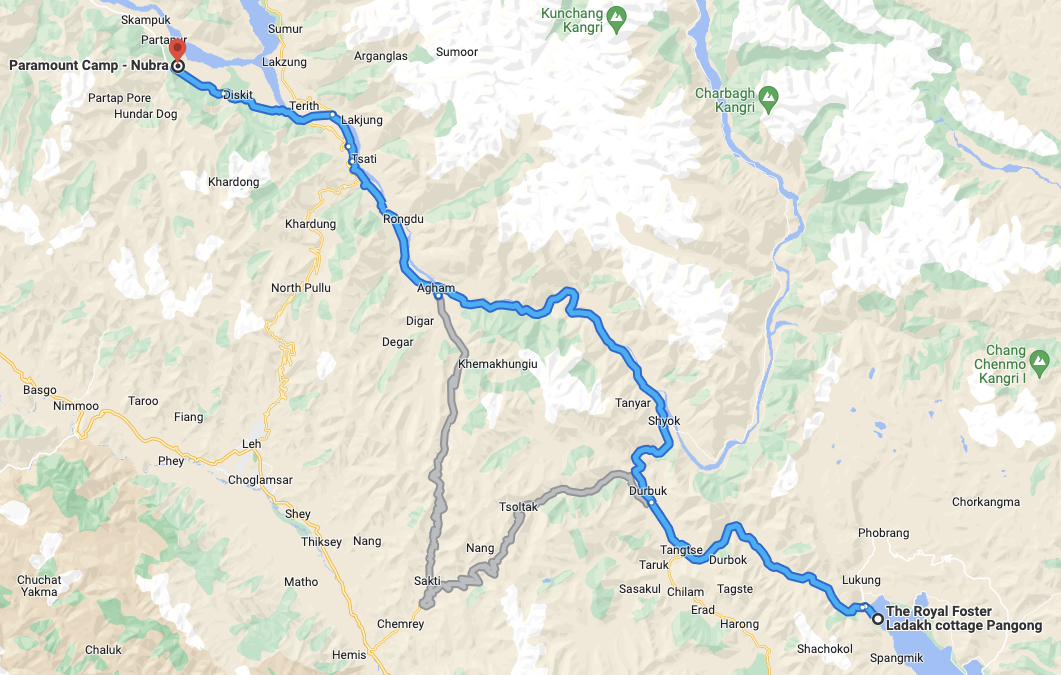 Skampuk
Kunchang
Kangri
Sumur
Partapur
Arganglas
Sumoor
Lakzung
Paramount Camp - Nubra
Charbagh
Kangri
Partap Pore
Diskit
Terith
Hundar Dog
Lakjung
Tsati
Khardong
Rongdu
Khardung
North Pullu
Agham
Digar
Degar
Khemakhungiu
Chang
Chenmo
Kangri I
Basgo
Nimmoo
Taroo
Fiang
Tanyar
Shyok
Leh
Phey
Choglamsar
Durbuk
Tsoltak
Chorkangma
Shey
Thiksey
Nang
Phobrang
Nang
Tangtse
Durbok
Taruk
Chuchat
Yakma
Matho
Sakti
Sasakul
Chilam
Tagste
Lukung
Erad
Harong
The Royal Foster
Ladakh cottage Pangong
Chemrey
Chaluk
Hemis
Shachokol
Spangmik